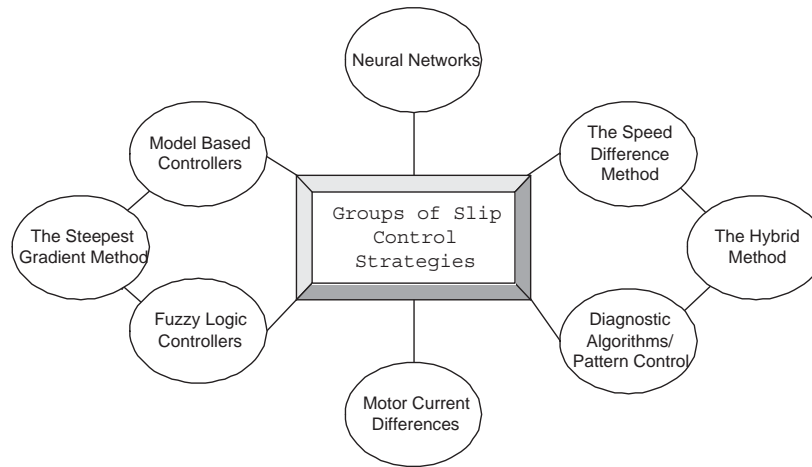 Neural Networks
Model Based
Controllers
The Speed
Difference
Method
Groups of Slip
Control
Strategies
The Steepest
Gradient Method
The Hybrid
Method
Fuzzy Logic
Controllers
Diagnostic
Algorithms/
Pattern Control
Motor Current
Differences